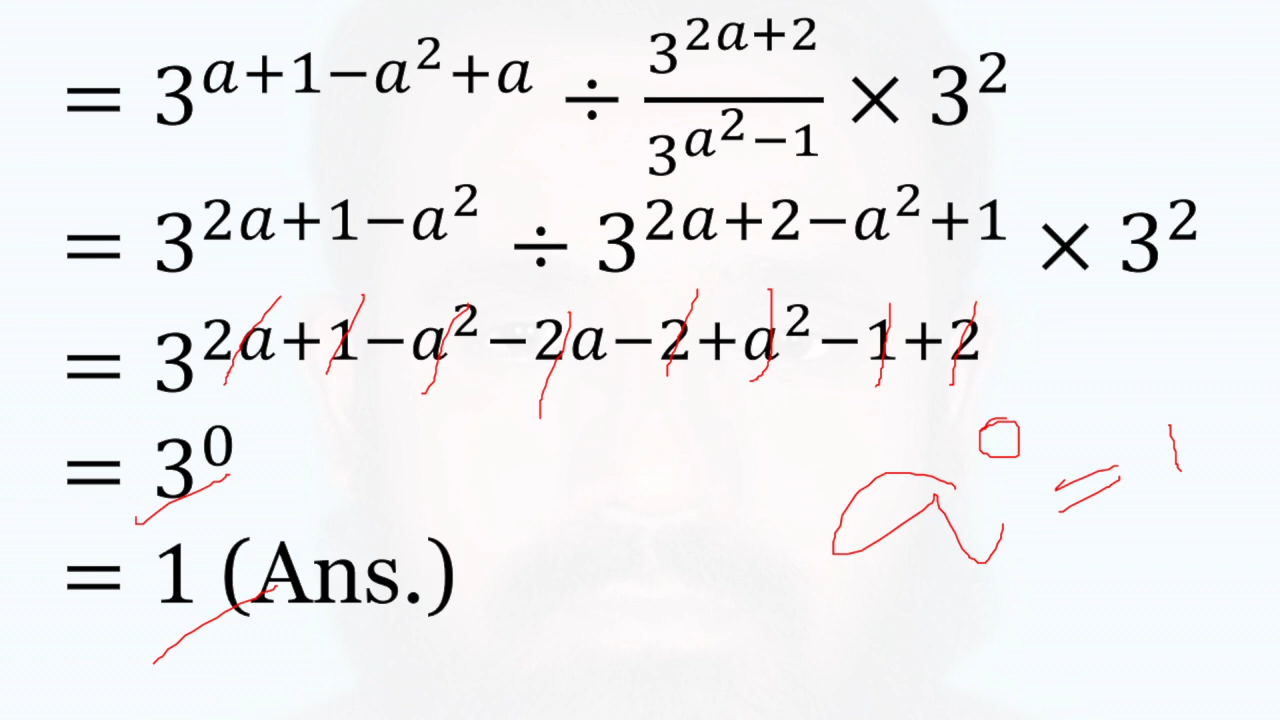 = 3^{a+1−a^2+a} ÷ \frac{3^{2a+2}}{3^{a^2−1}} × 3^2
= 3^{2a+1−a^2} ÷ 3^{2a+2−a^2+1} × 3^2
= 3^{2a+1−a^2−2a−2+a^2−1+2}
= 3^0
a^0 = 1
= 1 (Ans.)